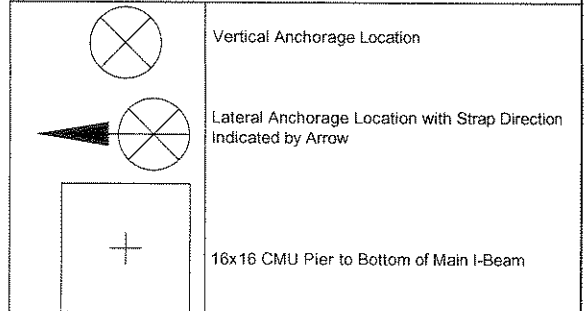 Vertical Anchorage Location
Lateral Anchorage Location with Strap Direction
Indicated by Arrow
16x16 CMU Pier to Bottom of Main I-Beam